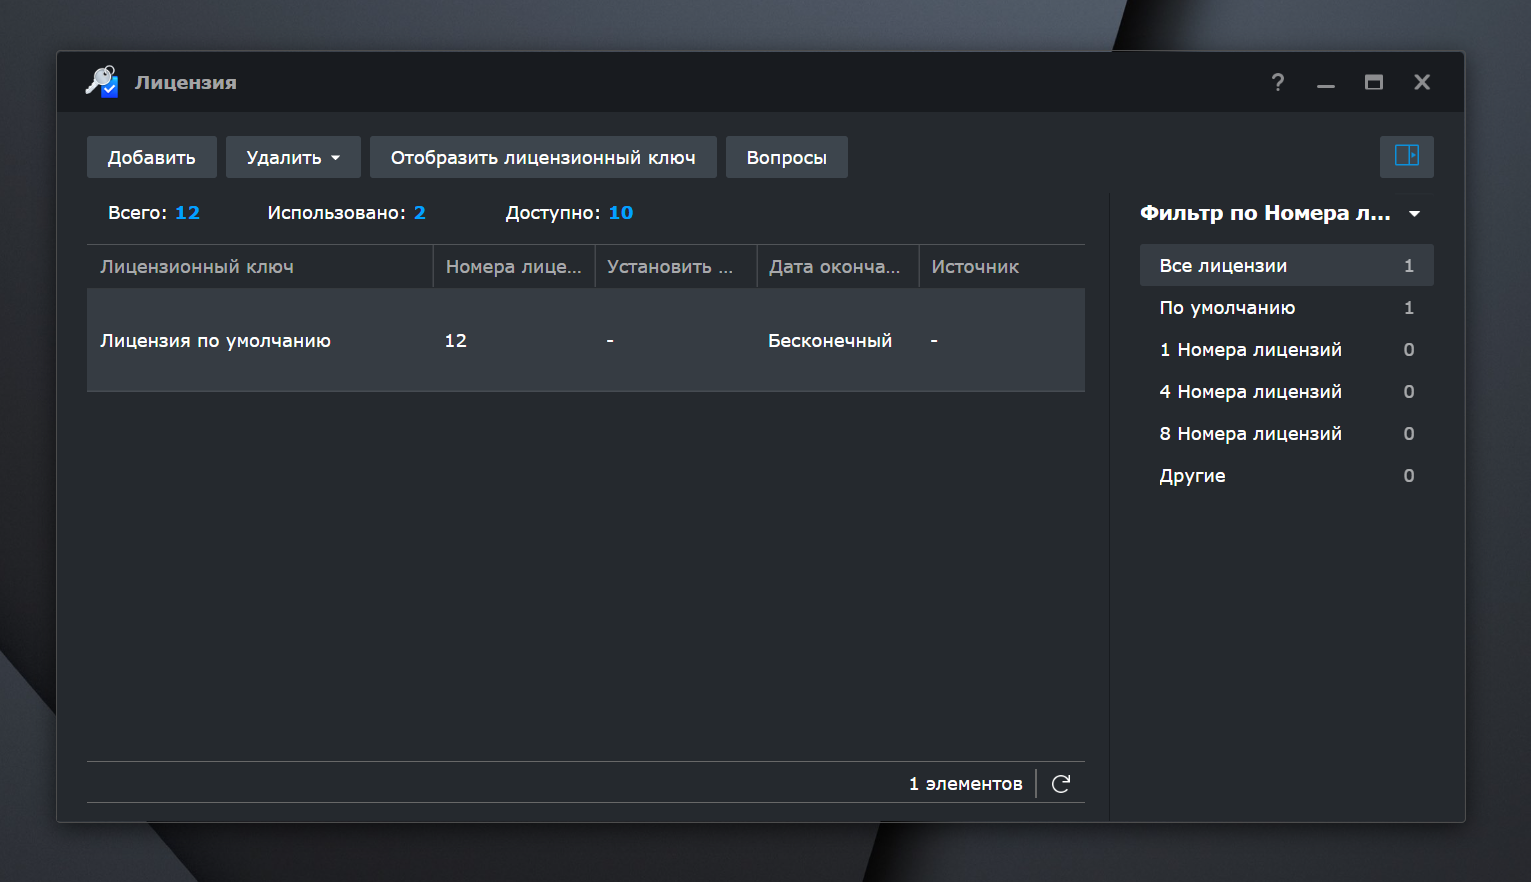 Лицензия
?
Добавить Удалить Отобразить лицензионный ключ Вопросы
Всего: 12 Использовано: 2 Доступно: 10
Лицензионный ключ Номера лице... Установить ... Дата оконча... Источник
Лицензия по умолчанию 12 - Бесконечный -
1 элементов
Фильтр по Номера л...
Все лицензии 1
По умолчанию 1
1 Номера лицензий 0
4 Номера лицензий 0
8 Номера лицензий 0
Другие 0